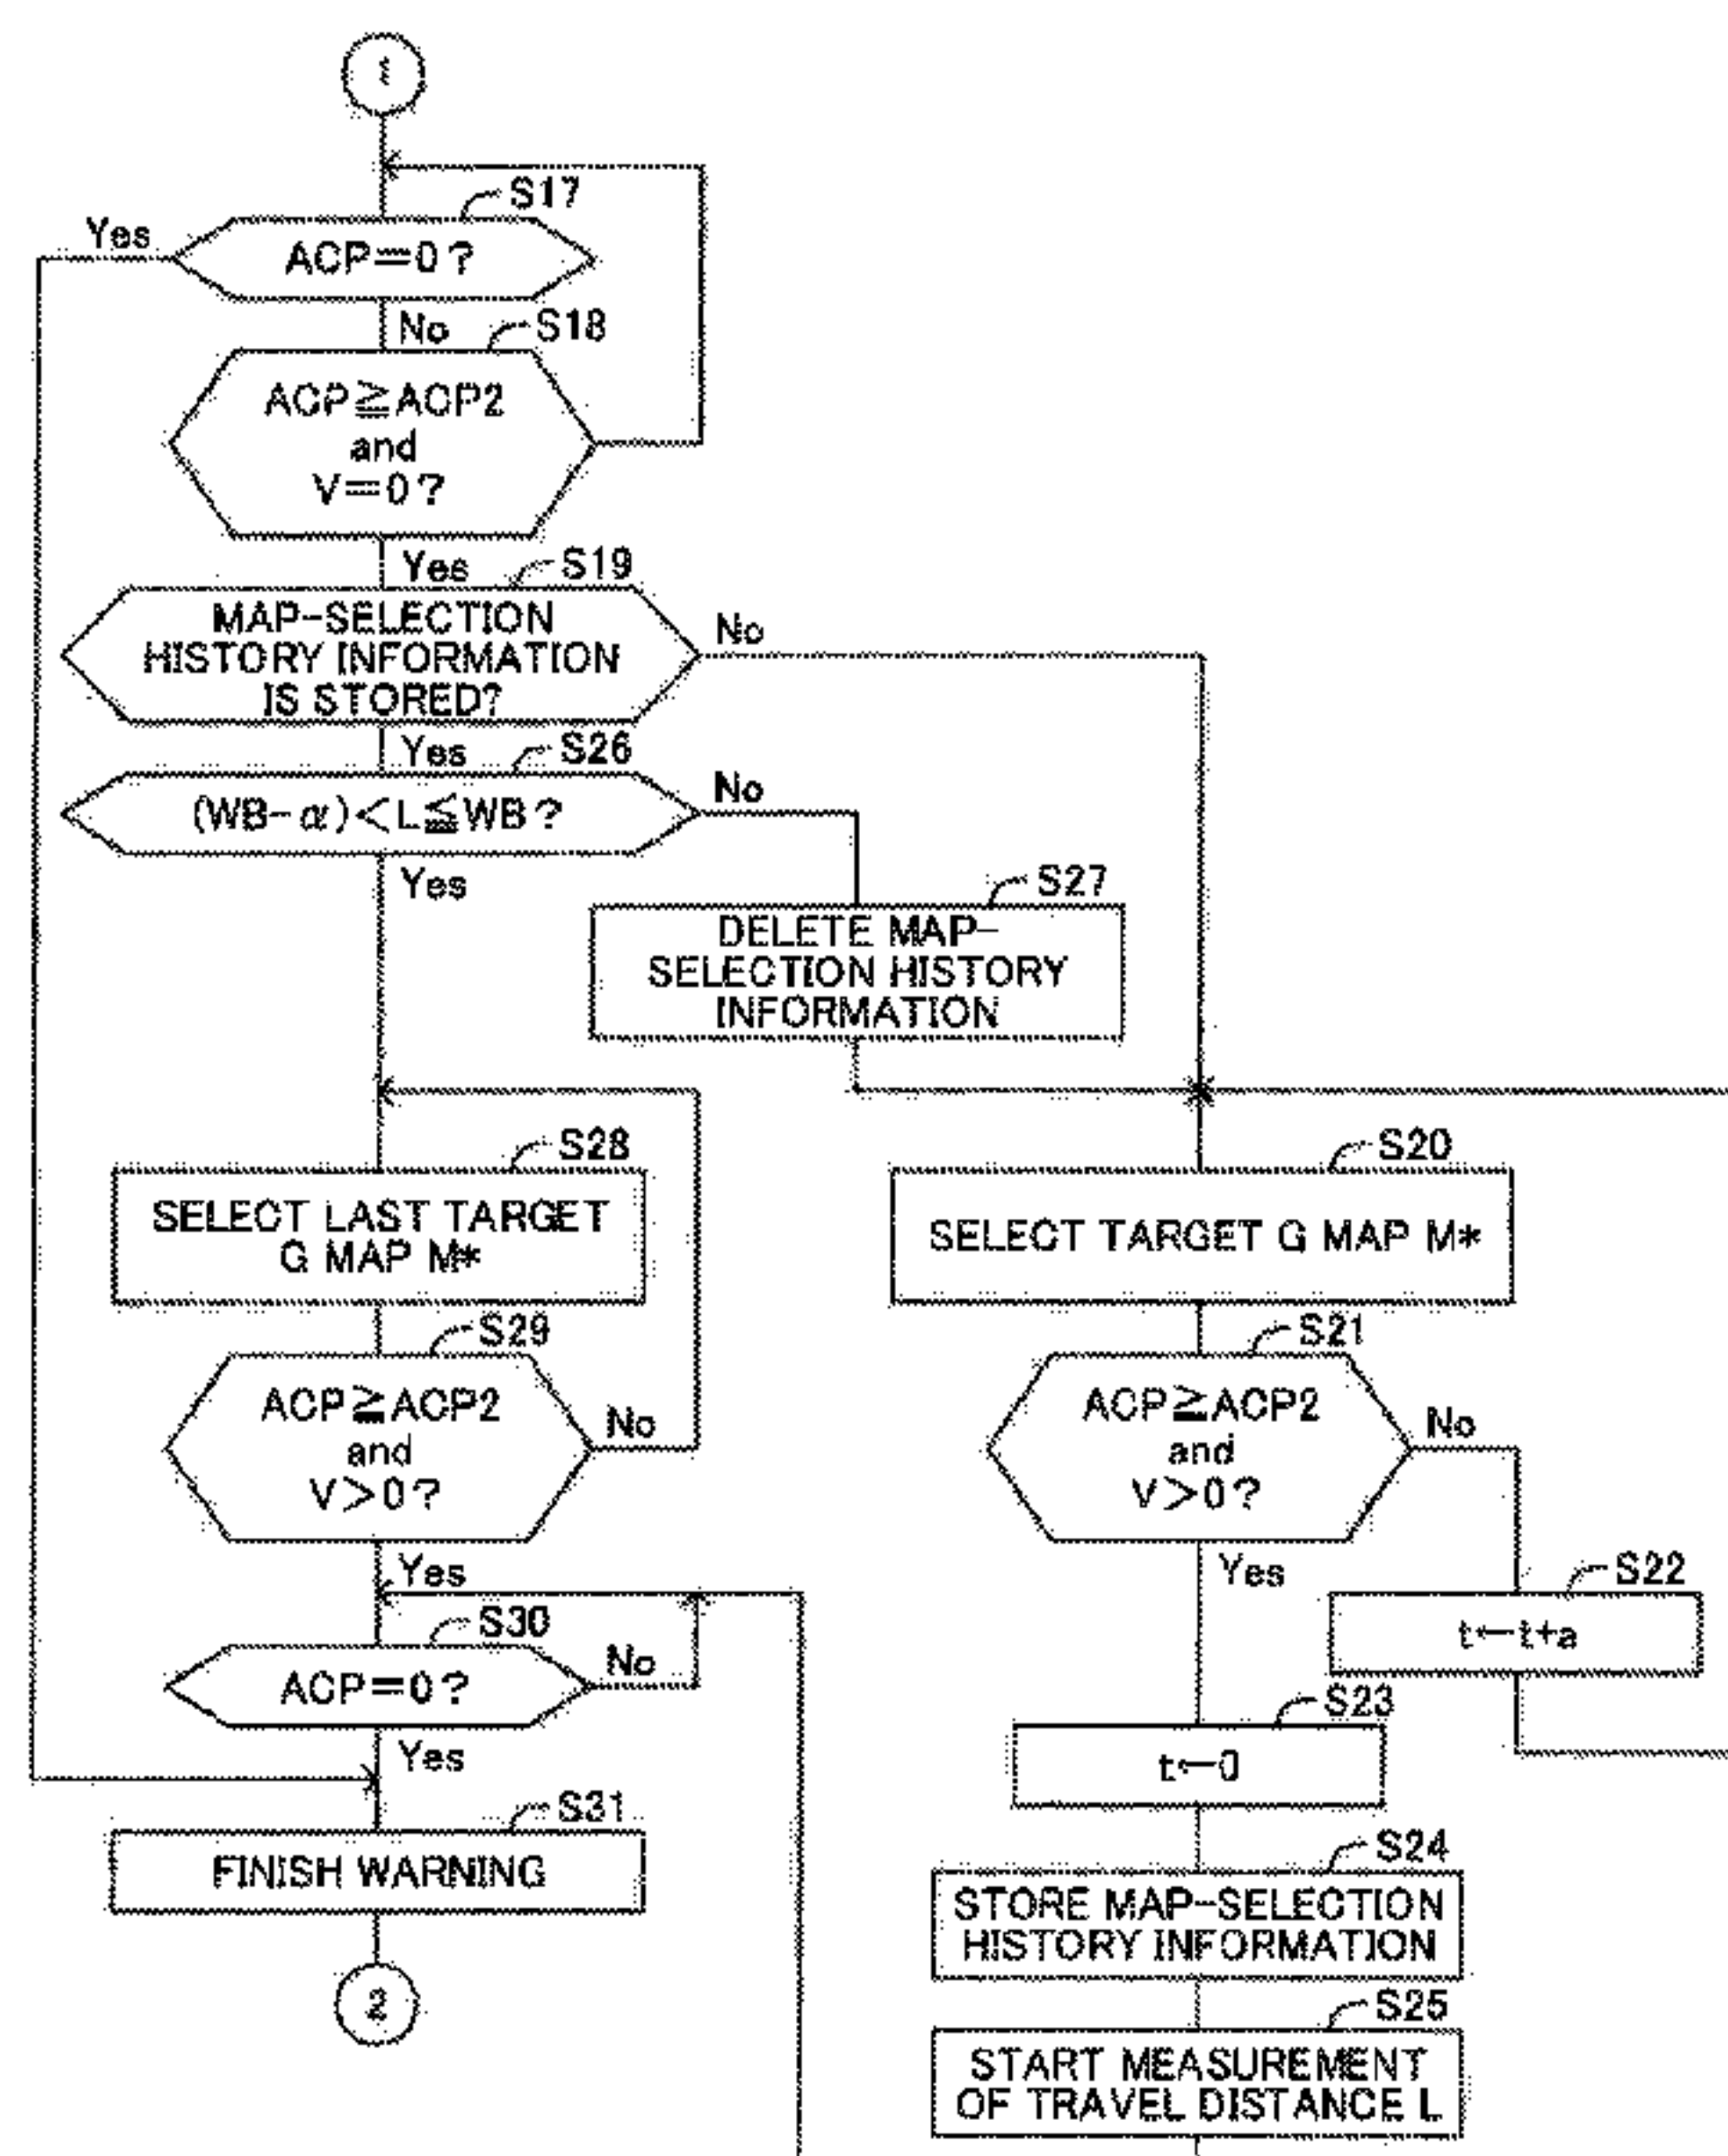 1
S17
Yes
ACP=0?
No
S18
ACP≧ACP2
and
V=0?
Yes
S19
MAP-SELECTION
HISTORY INFORMATION
IS STORED?
No
Yes
S26
(WB-α)<L≦WB?
No
Yes
S27
DELETE MAP-
SELECTION HISTORY
INFORMATION
S28
SELECT LAST TARGET
G MAP M*
S20
SELECT TARGET G MAP M*
S29
ACP≧ACP2
and
V>0?
No
Yes
S21
ACP≧ACP2
and
V>0?
No
Yes
S22
t←t+a
S30
ACP=0?
No
Yes
S23
t←0
S31
FINISH WARNING
2
S24
STORE MAP-SELECTION
HISTORY INFORMATION
S25
START MEASUREMENT
OF TRAVEL DISTANCE L